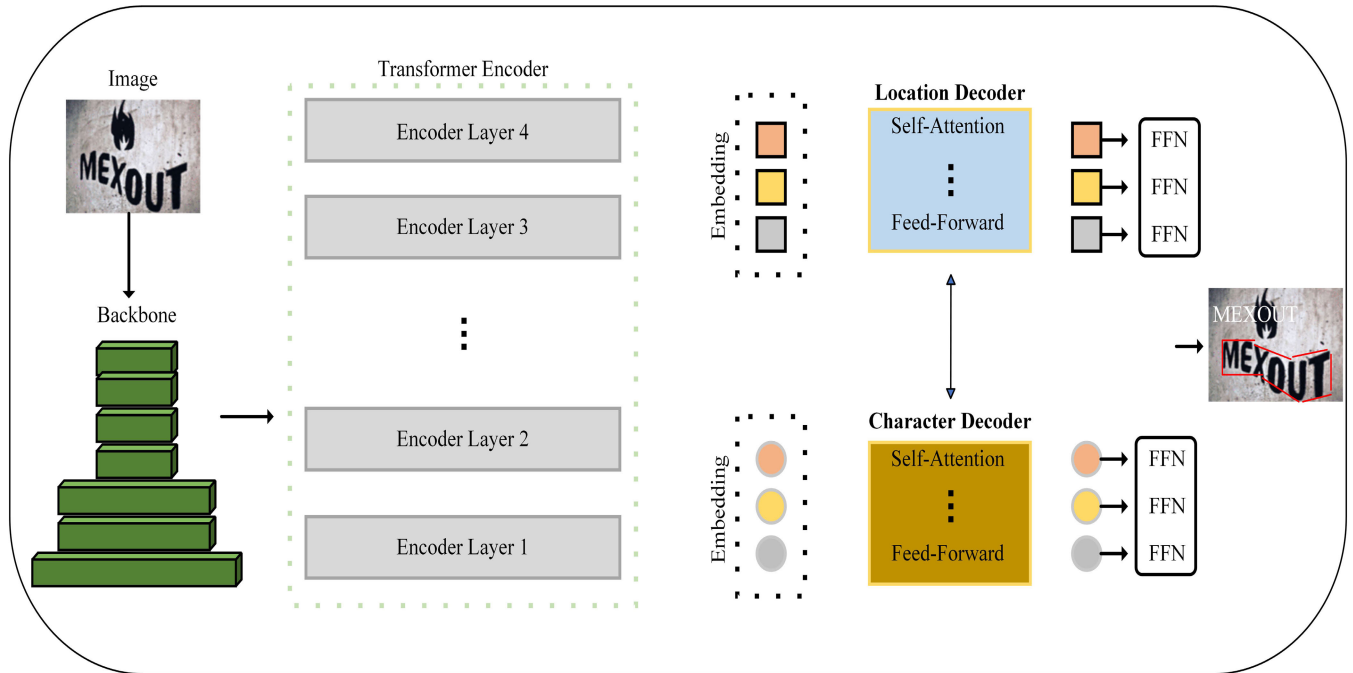 Image
MEXOUT
Backbone
Transformer Encoder
Encoder Layer 4
Encoder Layer 3
Encoder Layer 2
Encoder Layer 1
Embedding
Location Decoder
Self-Attention
Feed-Forward
FFN
FFN
FFN
Embedding
Character Decoder
Self-Attention
Feed-Forward
FFN
FFN
FFN
MEXOUT
MEXOUT